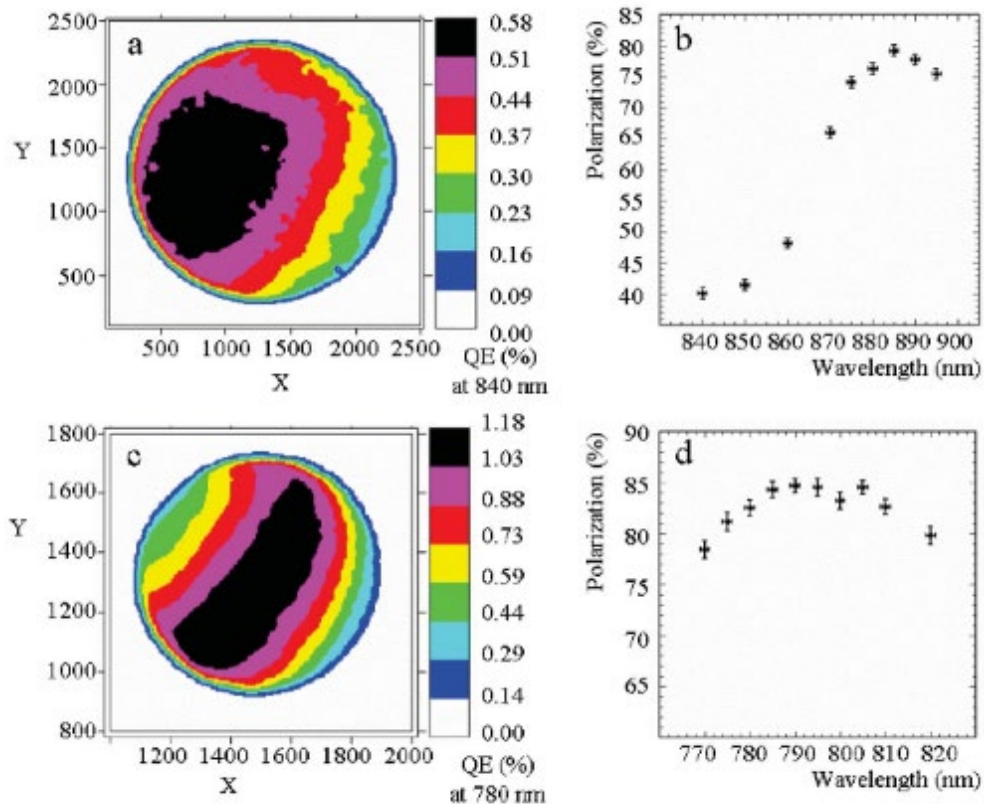 a
Y
2500
2000
1500
1000
500
500 1000 1500 2000 2500
X
0.58
0.51
0.44
0.37
0.30
0.23
0.16
0.09
0.00
QE (%)
at 840 nm
b
Polarization (%)
85
80
75
70
65
60
55
50
45
40
840 850 860 870 880 890 900
Wavelength (nm)
c
Y
1800
1600
1400
1200
1000
800
1200 1400 1600 1800 2000
X
1.18
1.03
0.88
0.73
0.59
0.44
0.29
0.14
0.00
QE (%)
at 780 nm
d
Polarization (%)
90
85
80
75
70
65
770 780 790 800 810 820
Wavelength (nm)